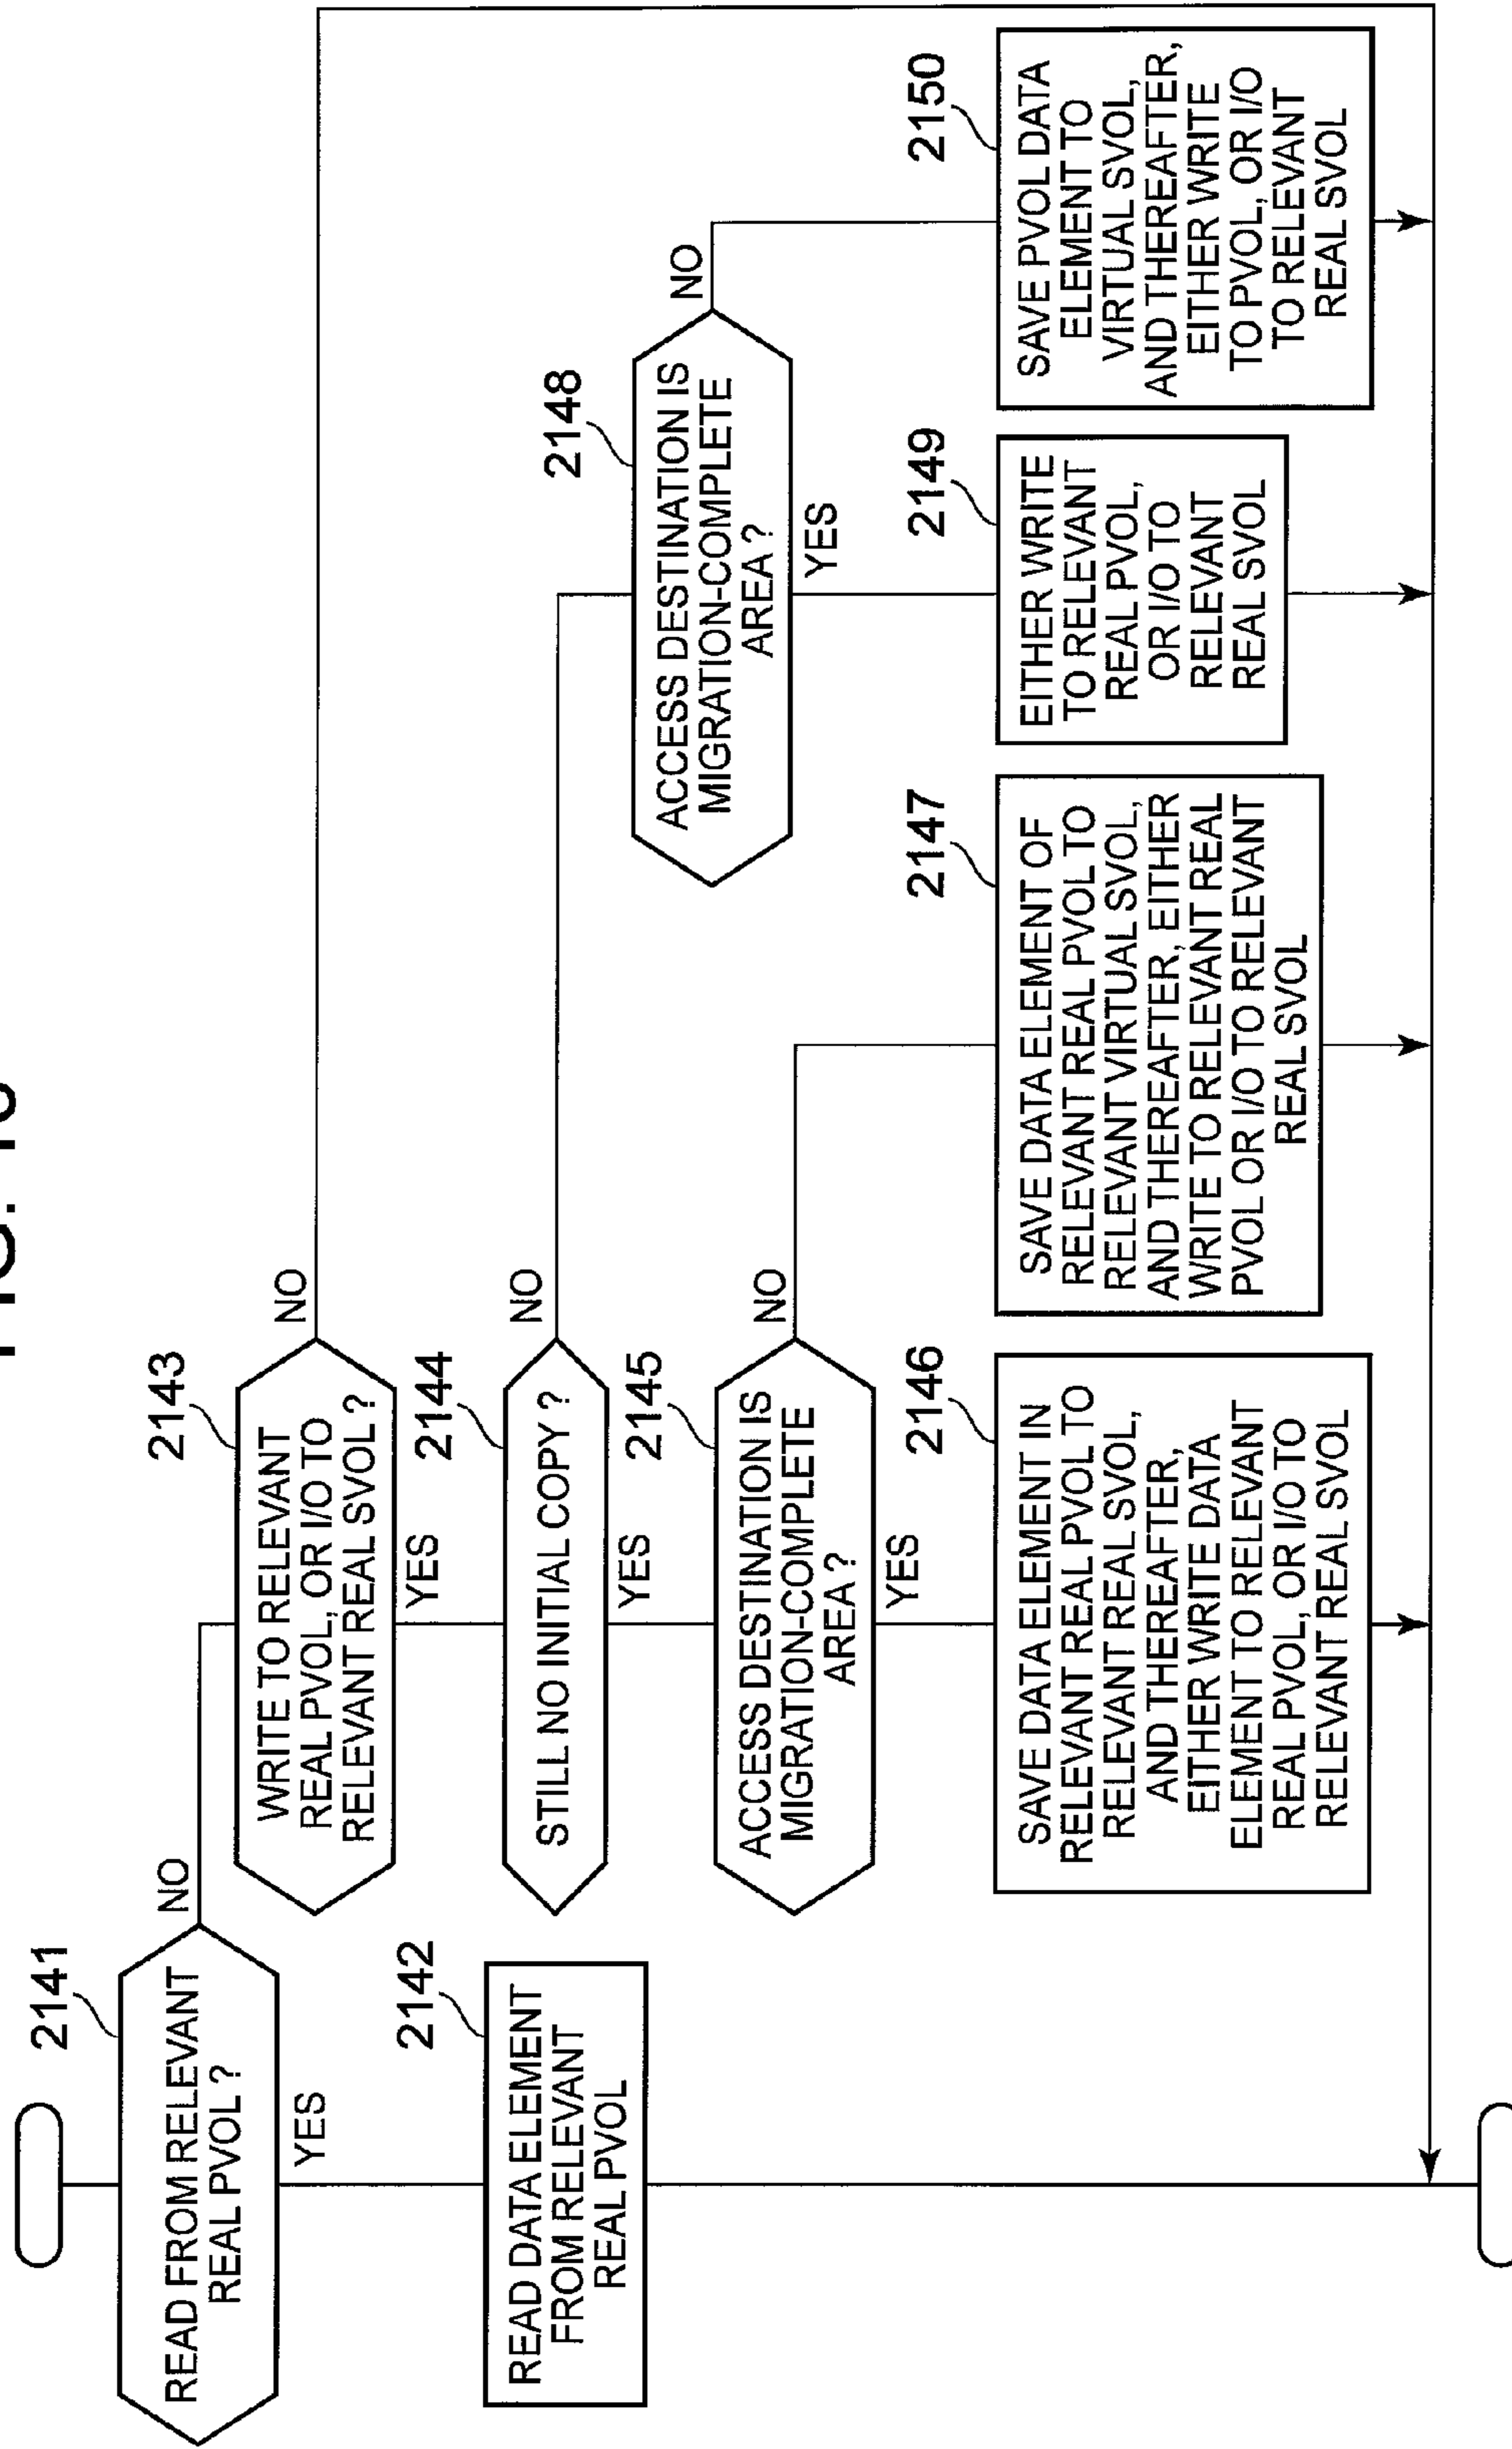 FIG.
2141
READ FROM RELEVANT
REAL PVOL ?
NO
YES
2142
READ DATA ELEMENT
FROM RELEVANT
REAL PVOL
2143
WRITE TO RELEVANT
REAL PVOL, OR I/O TO
RELEVANT REAL SVOL ?
NO
YES
2144
STILL NO INITIAL COPY ?
NO
YES
2145
ACCESS DESTINATION IS
MIGRATION-COMPLETE
AREA ?
NO
YES
2146
SAVE DATA ELEMENT IN
RELEVANT REAL PVOL TO
RELEVANT REAL SVOL,
AND THEREAFTER,
EITHER WRITE DATA
ELEMENT TO RELEVANT
REAL PVOL, OR I/O TO
RELEVANT REAL SVOL
2147
SAVE DATA ELEMENT OF
RELEVANT REAL PVOL TO
RELEVANT VIRTUAL SVOL,
AND THEREAFTER, EITHER
WRITE TO RELEVANT REAL
PVOL OR I/O TO RELEVANT
REAL SVOL
2148
ACCESS DESTINATION IS
MIGRATION-COMPLETE
AREA ?
NO
YES
2149
EITHER WRITE
TO RELEVANT
REAL PVOL,
OR I/O TO
RELEVANT
REAL SVOL
2150
SAVE PVOL DATA
ELEMENT TO
VIRTUAL SVOL,
AND THEREAFTER,
EITHER WRITE
TO PVOL, OR I/O
TO RELEVANT
REAL SVOL